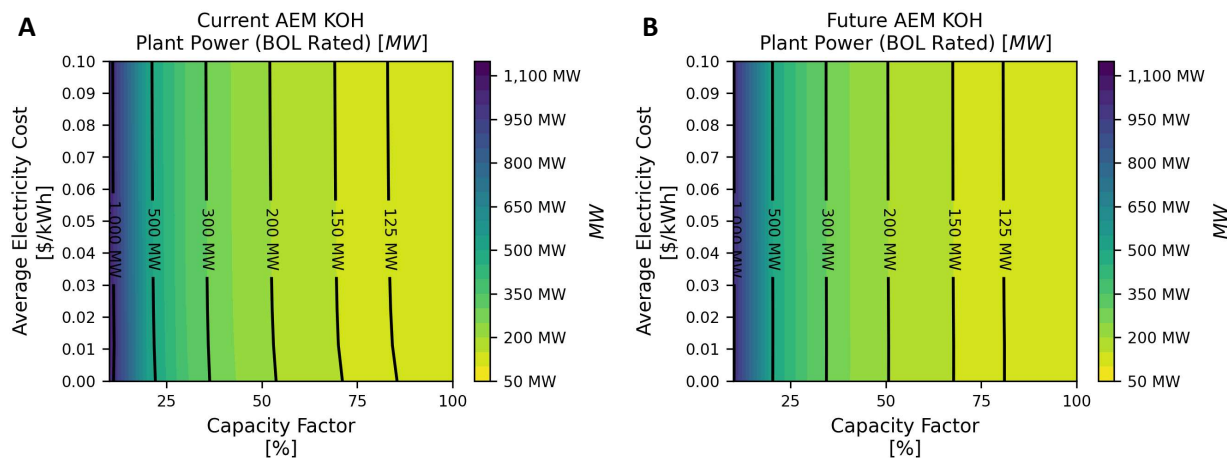 A
Current AEM KOH
Plant Power (BOL Rated) [MW]
0.10
0.09
0.08
0.07
0.06
0.05
0.04
0.03
0.02
0.01
0.00
Average Electricity Cost
[$/kWh]
1,000 MW
500 MW
300 MW
200 MW
150 MW
125 MW
25
50
75
100
Capacity Factor
[%]
1,100 MW
950 MW
800 MW
650 MW
500 MW
350 MW
200 MW
50 MW
MW
B
Future AEM KOH
Plant Power (BOL Rated) [MW]
0.10
0.09
0.08
0.07
0.06
0.05
0.04
0.03
0.02
0.01
0.00
Average Electricity Cost
[$/kWh]
1,000 MW
500 MW
300 MW
200 MW
150 MW
125 MW
25
50
75
100
Capacity Factor
[%]
1,100 MW
950 MW
800 MW
650 MW
500 MW
350 MW
200 MW
50 MW
MW